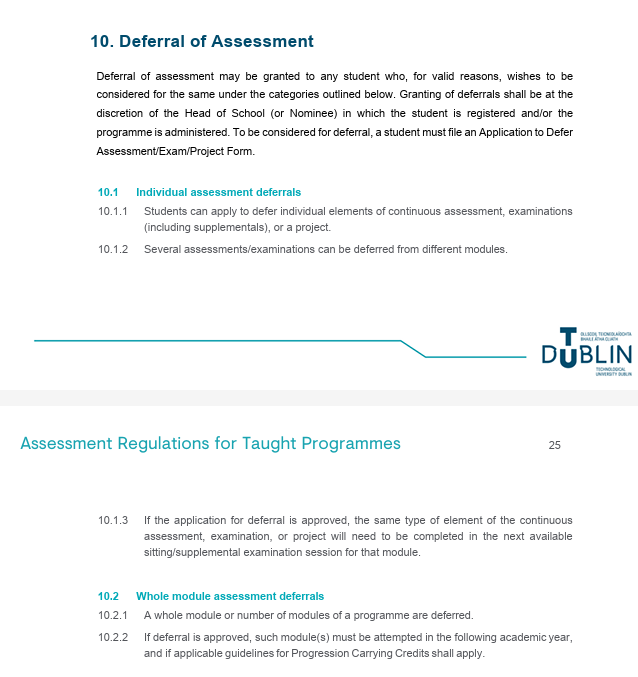 10. Deferral of Assessment
Deferral of assessment may be granted to any student who, for valid reasons, wishes to be
considered for the same under the categories outlined below. Granting of deferrals shall be at the
discretion of the Head of School (or Nominee) in which the student is registered and/or the
programme is administered. To be considered for deferral, a student must file an Application to Defer
Assessment/Exam/Project Form.
10.1 Individual assessment deferrals
10.1.1 Students can apply to defer individual elements of continuous assessment, examinations
(including supplementals), or a project.
10.1.2 Several assessments/examinations can be deferred from different modules.
OLLSCOIL TEICNEOLAÍOCHTA
BHAILE ÁTHA CLIATH
TU DUBLIN
TECHNOLOGICAL
UNIVERSITY DUBLIN
Assessment Regulations for Taught Programmes 25
10.1.3 If the application for deferral is approved, the same type of element of the continuous
assessment, examination, or project will need to be completed in the next available
sitting/supplemental examination session for that module.
10.2 Whole module assessment deferrals
10.2.1 A whole module or number of modules of a programme are deferred.
10.2.2 If deferral is approved, such module(s) must be attempted in the following academic year,
and if applicable guidelines for Progression Carrying Credits shall apply.